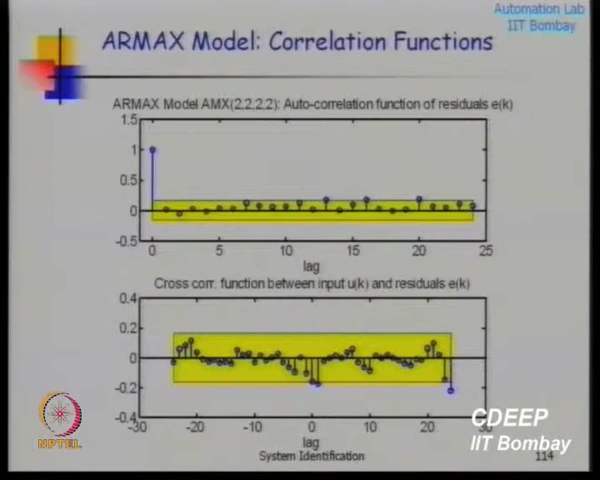 Automation Lab
IIT Bombay
ARMAX Model: Correlation Functions
ARMAX Model AMX(2,2,2,2): Auto-correlation function of residuals e(k)
1.5
1
0.5
0
-0.5
0 5 10 15 20 25
lag
Cross corr. function between input u(k) and residuals e(k)
0.4
0.2
0
-0.2
-0.4
-30 -20 -10 0 10 20 30
lag
NPTEL
System Identification
CDEEP
IIT Bombay
114